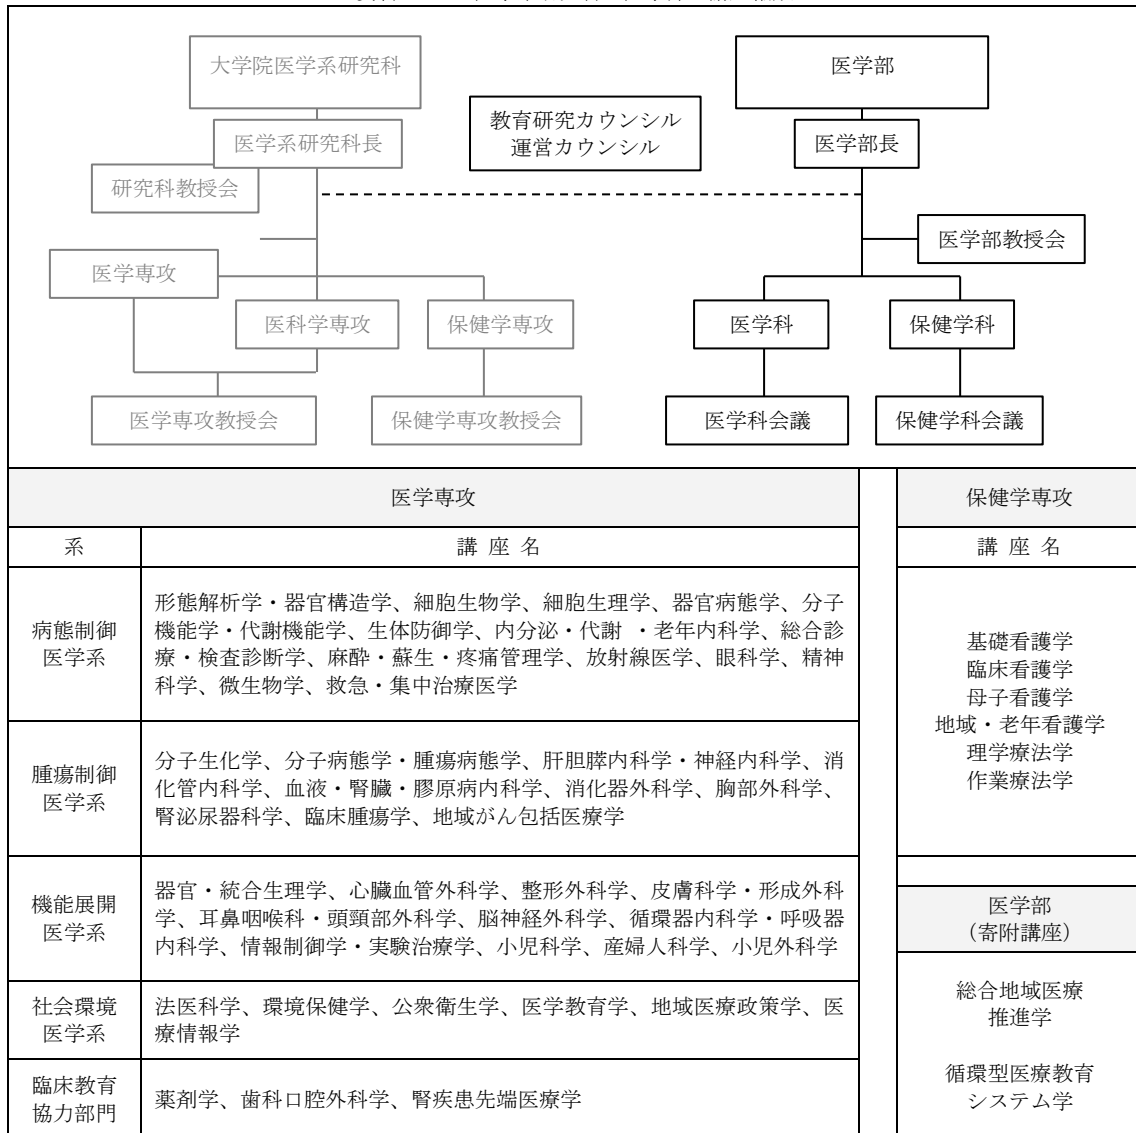 大学院医学系研究科
医学部
教育研究カウンシル
運営カウンシル
医学系研究科長
医学部長
研究科教授会
医学部教授会
医学専攻
医科学専攻
保健学専攻
医学科
保健学科
医学専攻教授会
保健学専攻教授会
医学科会議
保健学科会議
医学専攻
系
講 座 名
病態制御
医学系
形態解析学・器官構造学、細胞生物学、細胞生理学、器官病態学、分子
機能学・代謝機能学、生体防御学、内分泌・代謝 ・老年内科学、総合診
療・検査診断学、麻酔・蘇生・疼痛管理学、放射線医学、眼科学、精神
科学、微生物学、救急・集中治療医学
腫瘍制御
医学系
分子生化学、分子病態学・腫瘍病態学、肝胆膵内科学・神経内科学、消
化管内科学、血液・腎臓・膠原病内科学、消化器外科学、胸部外科学、
腎泌尿器科学、臨床腫瘍学、地域がん包括医療学
機能展開
医学系
器官・統合生理学、心臓血管外科学、整形外科学、皮膚科学・形成外科
学、耳鼻咽喉科・頭頸部外科学、脳神経外科学、循環器内科学・呼吸器
内科学、情報制御学・実験治療学、小児科学、産婦人科学、小児外科学
社会環境
医学系
法医科学、環境保健学、公衆衛生学、医学教育学、地域医療政策学、医
療情報学
臨床教育
協力部門
薬剤学、歯科口腔外科学、腎疾患先端医療学
保健学専攻
講 座 名
基礎看護学
臨床看護学
母子看護学
地域・老年看護学
理学療法学
作業療法学
医学部
（寄附講座）
総合地域医療
推進学
循環型医療教育
システム学